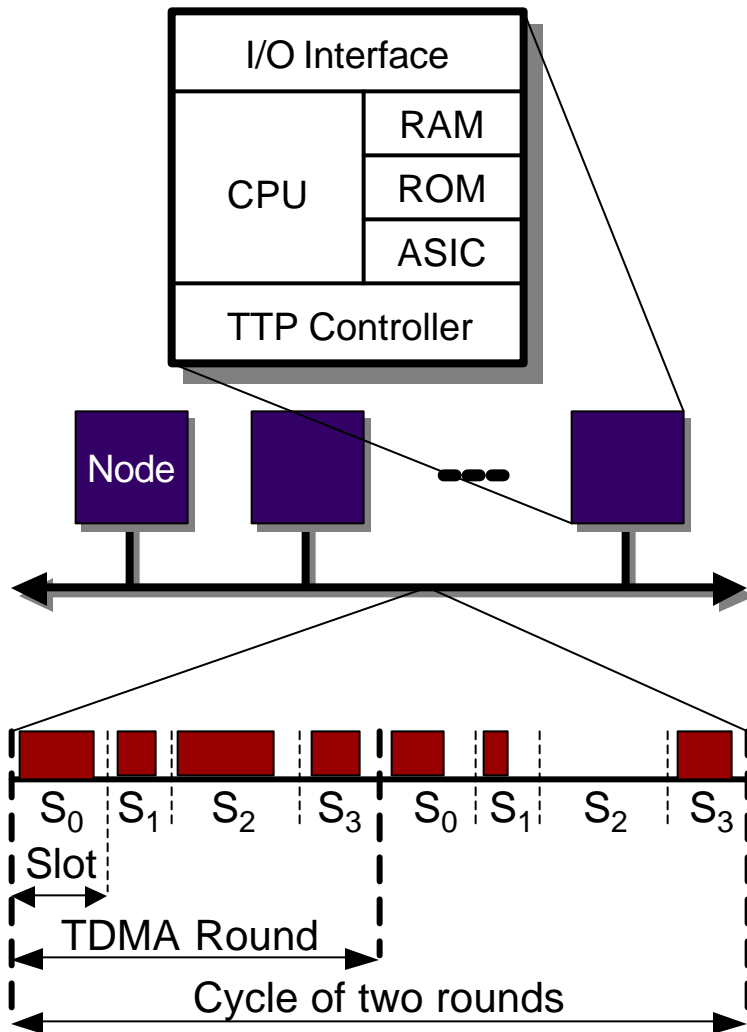 I/O Interface
CPU
RAM
ROM
ASIC
TTP Controller
Node
S₀ S₁ S₂ S₃ S₀ S₁ S₂ S₃
Slot
TDMA Round
Cycle of two rounds